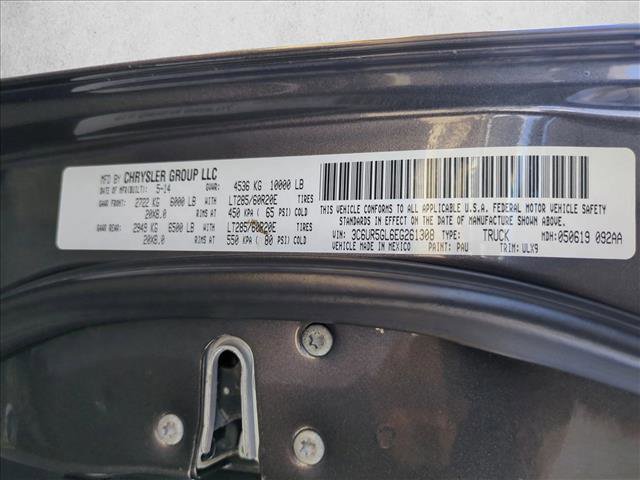 MFD BY CHRYSLER GROUP LLC
DATE OF MFR(BUILT): 5-14 GVWR: 4536 KG 10000 LB
GAWR FRONT: 2722 KG 6000 LB LT285/60R20E TIRES
20X8.0 RIMS AT 450 KPA ( 65 PSI) COLD
GAWR REAR: 2949 KG 6500 LB LT285/60R20E TIRES
20X8.0 RIMS AT 550 KPA ( 80 PSI) COLD
THIS VEHICLE CONFORMS TO ALL APPLICABLE U.S.A. FEDERAL MOTOR VEHICLE SAFETY
STANDARDS IN EFFECT ON THE DATE OF MANUFACTURE SHOWN ABOVE.
VIN: 3C6UR5GL6EG261308 TYPE: TRUCK MDH: 050619 092AA
VEHICLE MADE IN MEXICO PAINT: PAU TRIM: VLX9